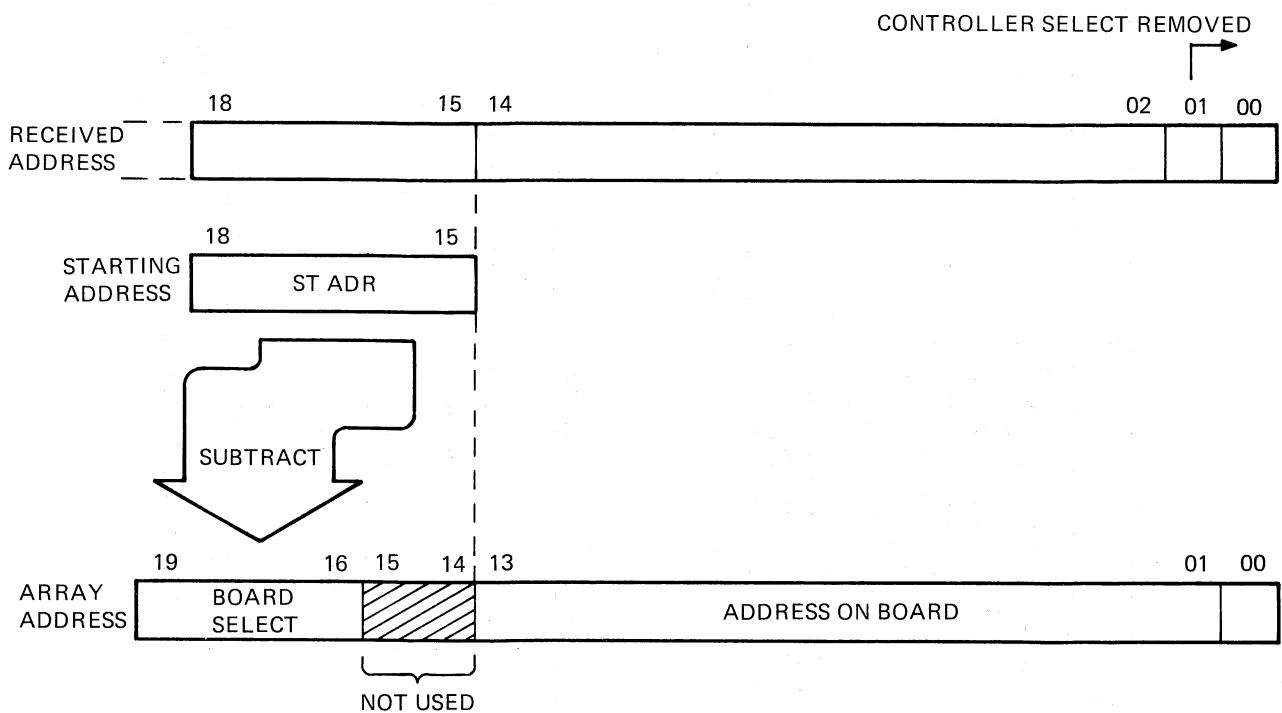 CONTROLLER SELECT REMOVED
18 15 14 02 01 00
RECEIVED
ADDRESS
18 15
STARTING
ADDRESS
ST ADR
SUBTRACT
19 16 15 14 13 01 00
ARRAY
ADDRESS
BOARD
SELECT
ADDRESS ON BOARD
NOT USED